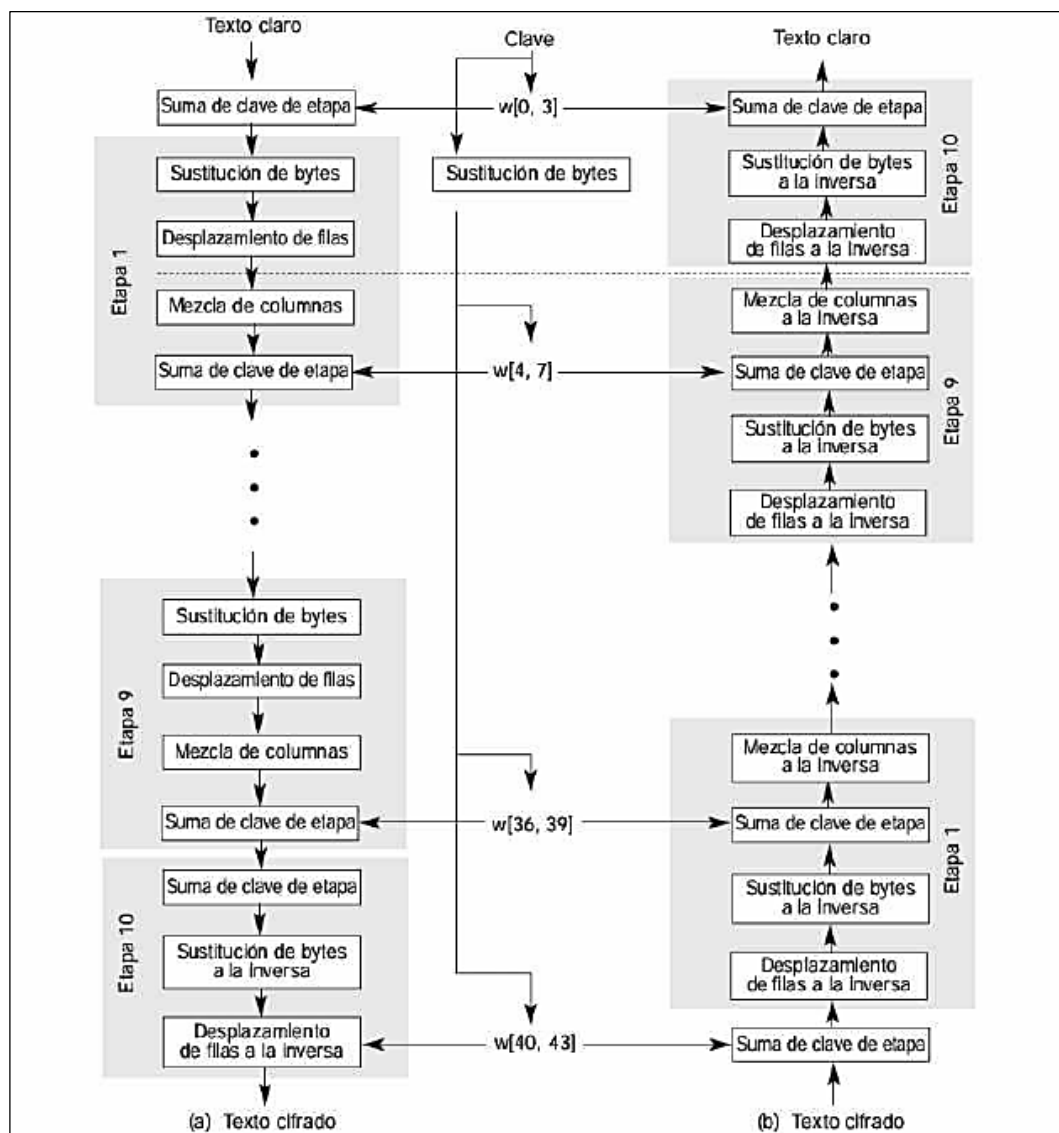 Texto claro
Suma de clave de etapa
Etapa 1
Sustitución de bytes
Desplazamiento de filas
Mezcla de columnas
Suma de clave de etapa
Etapa 9
Sustitución de bytes
Desplazamiento de filas
Mezcla de columnas
Suma de clave de etapa
Etapa 10
Suma de clave de etapa
Sustitución de bytes
a la inversa
Desplazamiento
de filas a la inversa
(a) Texto cifrado
Clave
w[0, 3]
Sustitución de bytes
w[4, 7]
w[36, 39]
w[40, 43]
Texto claro
Suma de clave de etapa
Sustitución de bytes
a la inversa
Desplazamiento
de filas a la inversa
Etapa 10
Mezcla de columnas
a la inversa
Suma de clave de etapa
Sustitución de bytes
a la inversa
Desplazamiento
de filas a la inversa
Etapa 9
Mezcla de columnas
a la inversa
Suma de clave de etapa
Sustitución de bytes
a la inversa
Desplazamiento
de filas a la inversa
Etapa 1
Suma de clave de etapa
(b) Texto cifrado